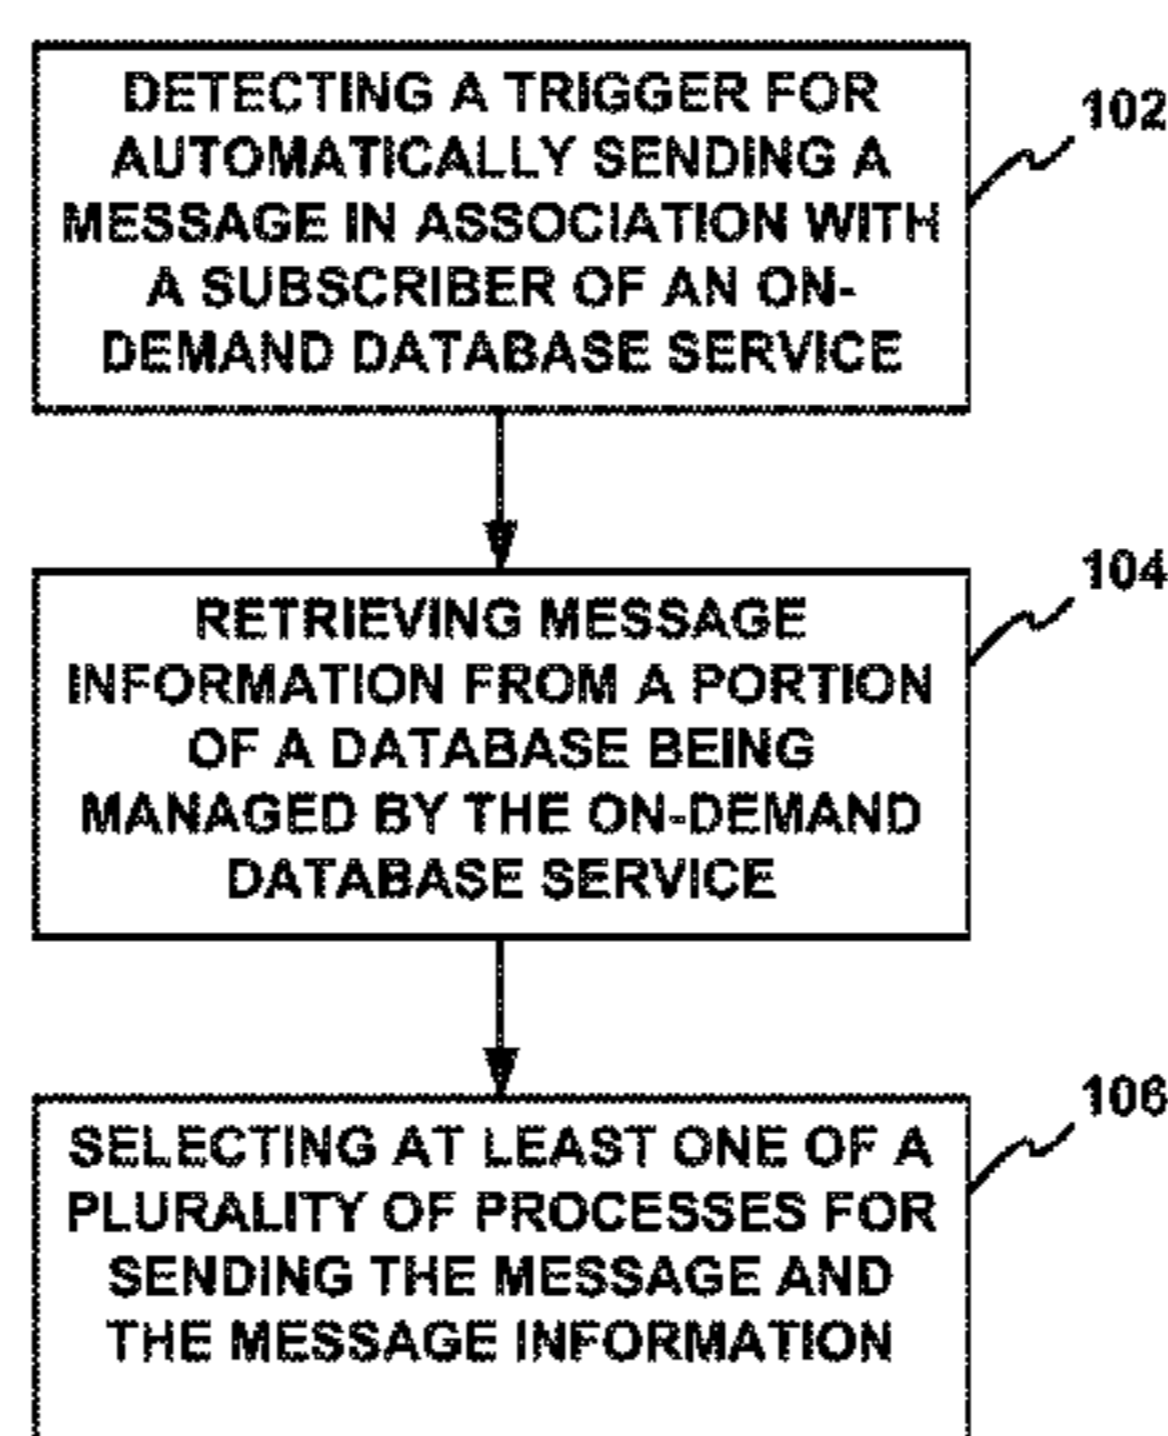 DETECTING A TRIGGER FOR
AUTOMATICALLY SENDING A
MESSAGE IN ASSOCIATION WITH
A SUBSCRIBER OF AN ON-
DEMAND DATABASE SERVICE
102
RETRIEVING MESSAGE
INFORMATION FROM A PORTION
OF A DATABASE BEING
MANAGED BY THE ON-DEMAND
DATABASE SERVICE
104
SELECTING AT LEAST ONE OF A
PLURALITY OF PROCESSES FOR
SENDING THE MESSAGE AND
THE MESSAGE INFORMATION
106